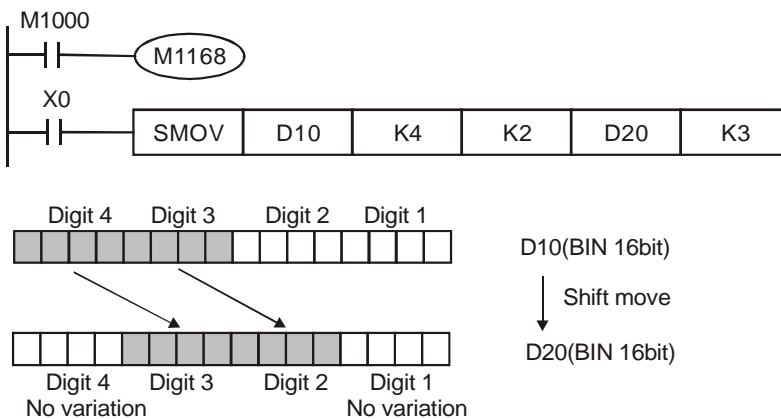 M1000
M1168
X0
SMOV D10 K4 K2 D20 K3
Digit 4 Digit 3 Digit 2 Digit 1
D10(BIN 16bit)
Shift move
D20(BIN 16bit)
Digit 4 Digit 3 Digit 2 Digit 1
No variation No variation